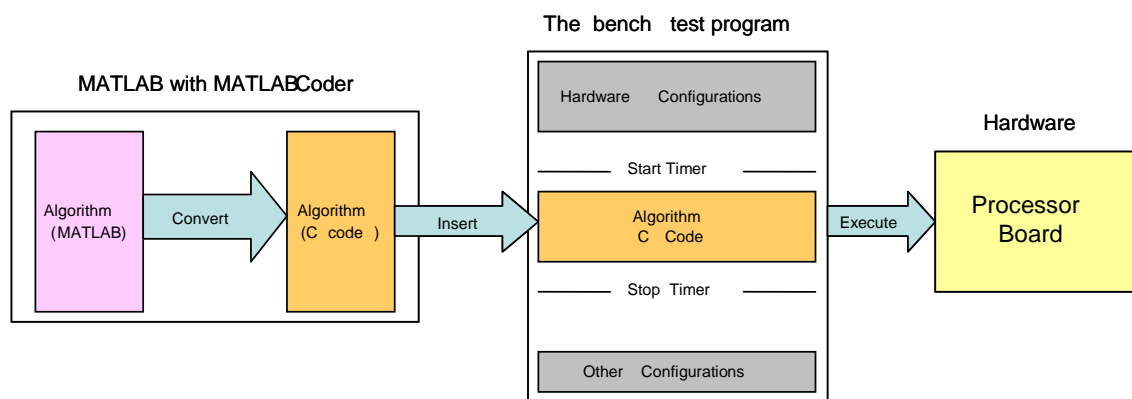 The bench test program
MATLAB with MATLABCoder
Hardware Configurations
Hardware
Start Timer
Algorithm
(MATLAB)
Convert
Algorithm
(C code )
Insert
Algorithm
C Code
Execute
Processor
Board
Stop Timer
Other Configurations